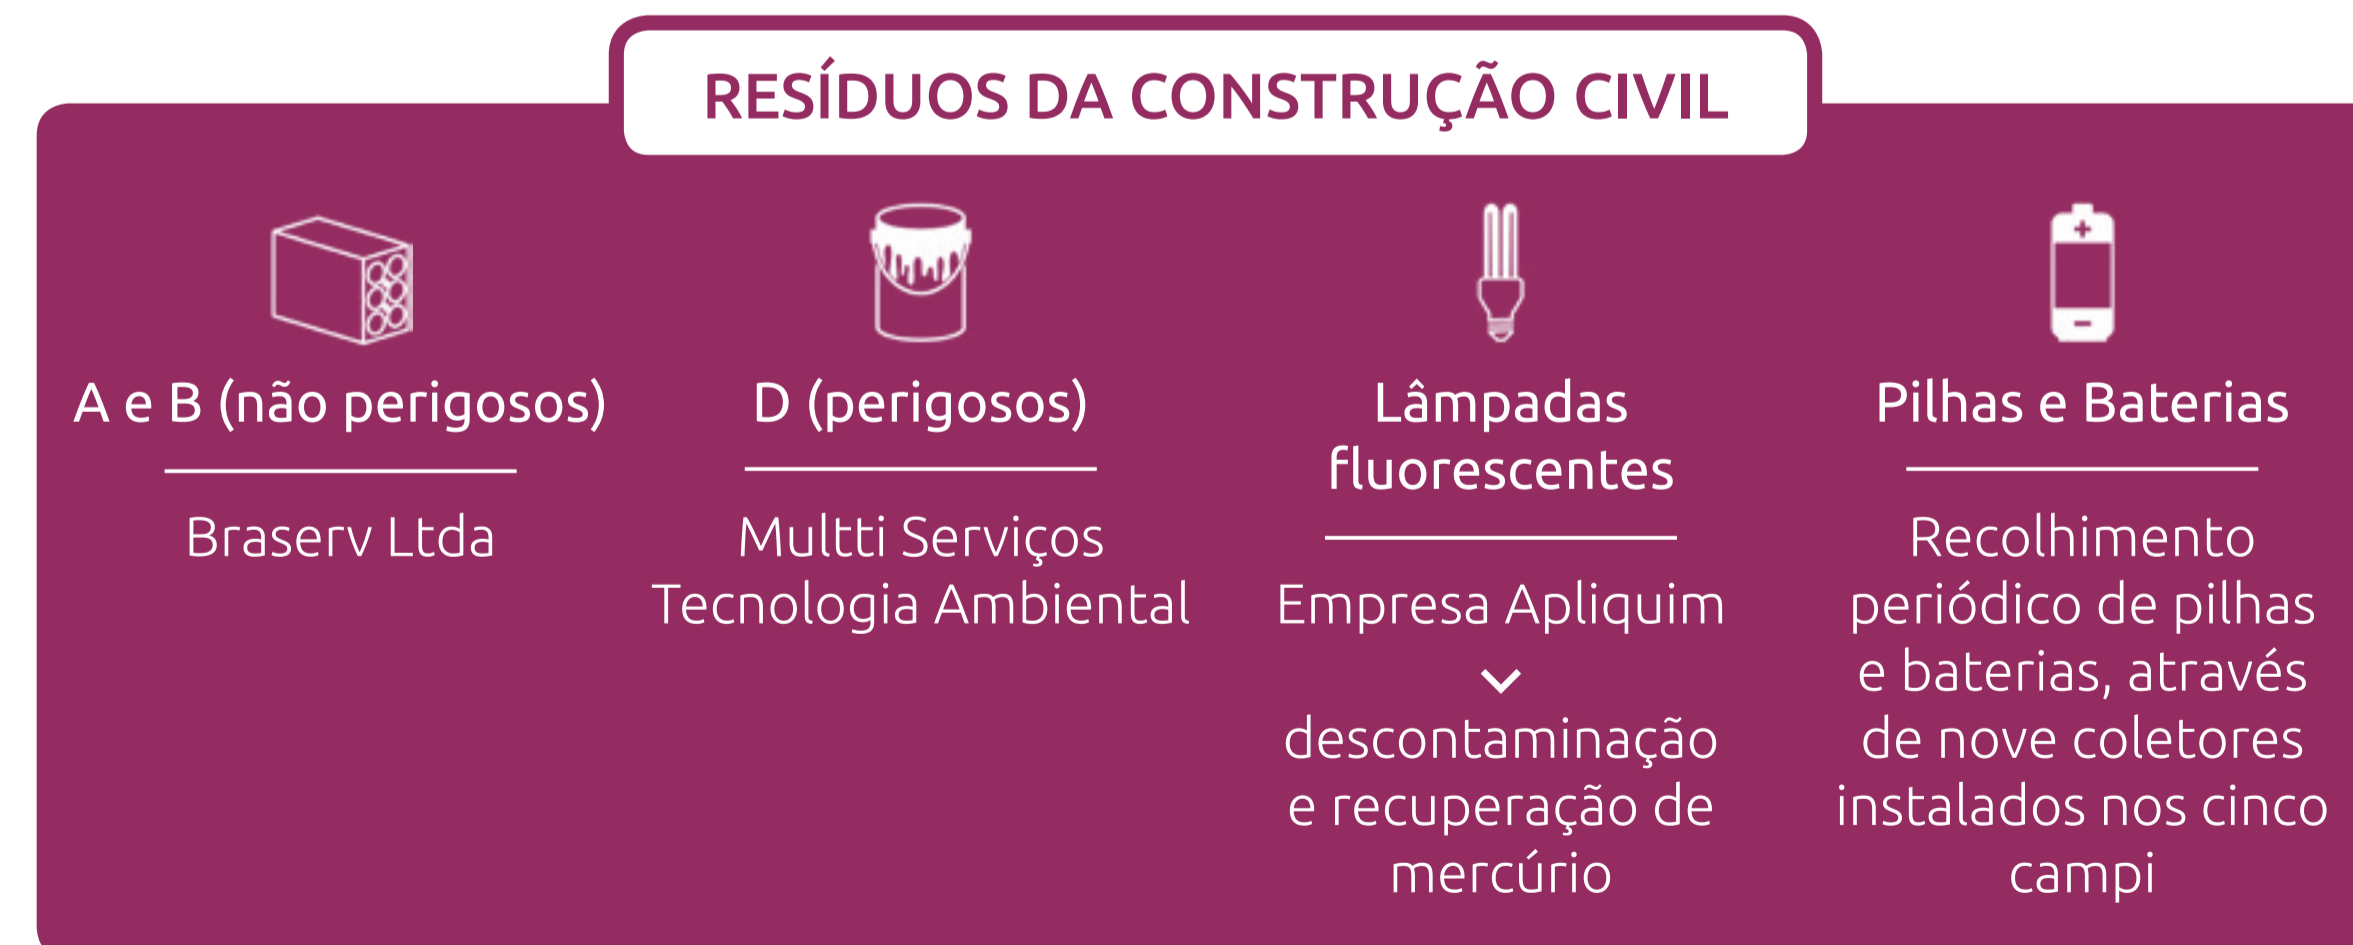 RESÍDUOS DA CONSTRUÇÃO CIVIL
A e B (não perigosos)
Braserv Ltda
D (perigosos)
Multti Serviços
Tecnologia Ambiental
Lâmpadas
fluorescentes
Empresa Apliquim
descontaminação
e recuperação de
mercúrio
Pilhas e Baterias
Recolhimento
periódico de pilhas
e baterias, através
de nove coletores
instalados nos cinco
campi